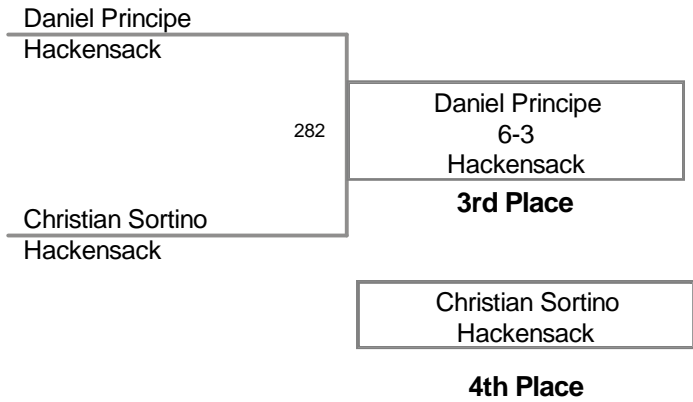 Daniel Principe
Hackensack
282
Daniel Principe
6-3
Hackensack
3rd Place
Christian Sortino
Hackensack
Christian Sortino
Hackensack
4th Place